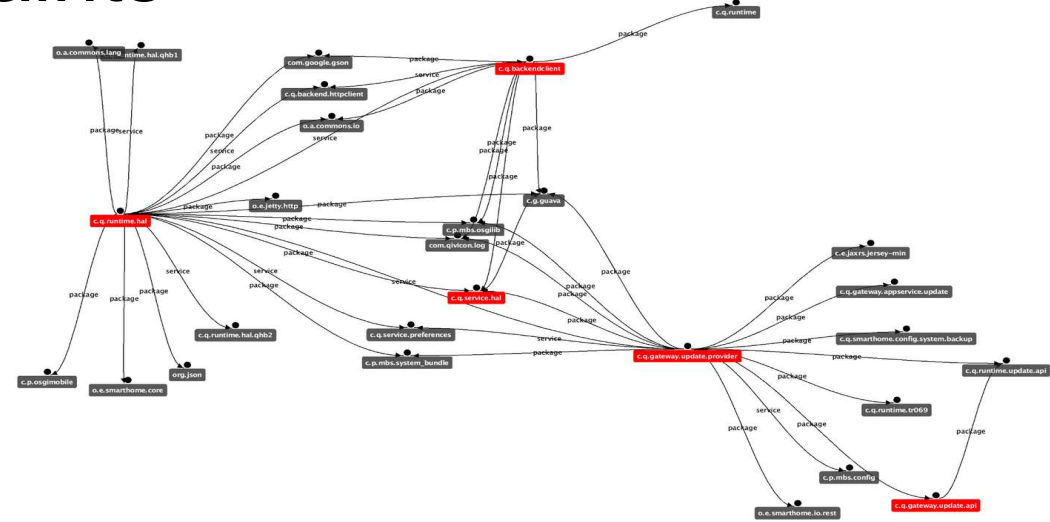 c.q.runtime
package
o.a.commons.lang
ntime.hal.qhb1
com.google.gson
package
c.q.backendclient
service
package
c.q.backend.httpclient
o.a.commons.io
package
service
package
service
package
service
package
package
package
package
package
o.e.jetty.http
package
package
c.g.guava
c.q.runtime.hal
package
package
c.p.mbs.osgilib
com.qivicon.log
package
package
package
c.e.jaxrs.jersey-min
service
package
service
package
package
package
package
package
package
package
service
c.q.service.hal
package
c.q.gateway.appservice.update
package
c.q.runtime.hal.qhb2
c.q.service.preferences
service
package
c.q.smarthome.config.system.backup
c.p.mbs.system_bundle
package
c.q.gateway.update.provider
package
c.q.runtime.update.api
c.p.osgimobile
o.e.smarthome.core
org.json
package
c.q.runtime.tr069
service
package
package
package
c.p.mbs.config
c.q.gateway.update.api
o.e.smarthome.io.rest